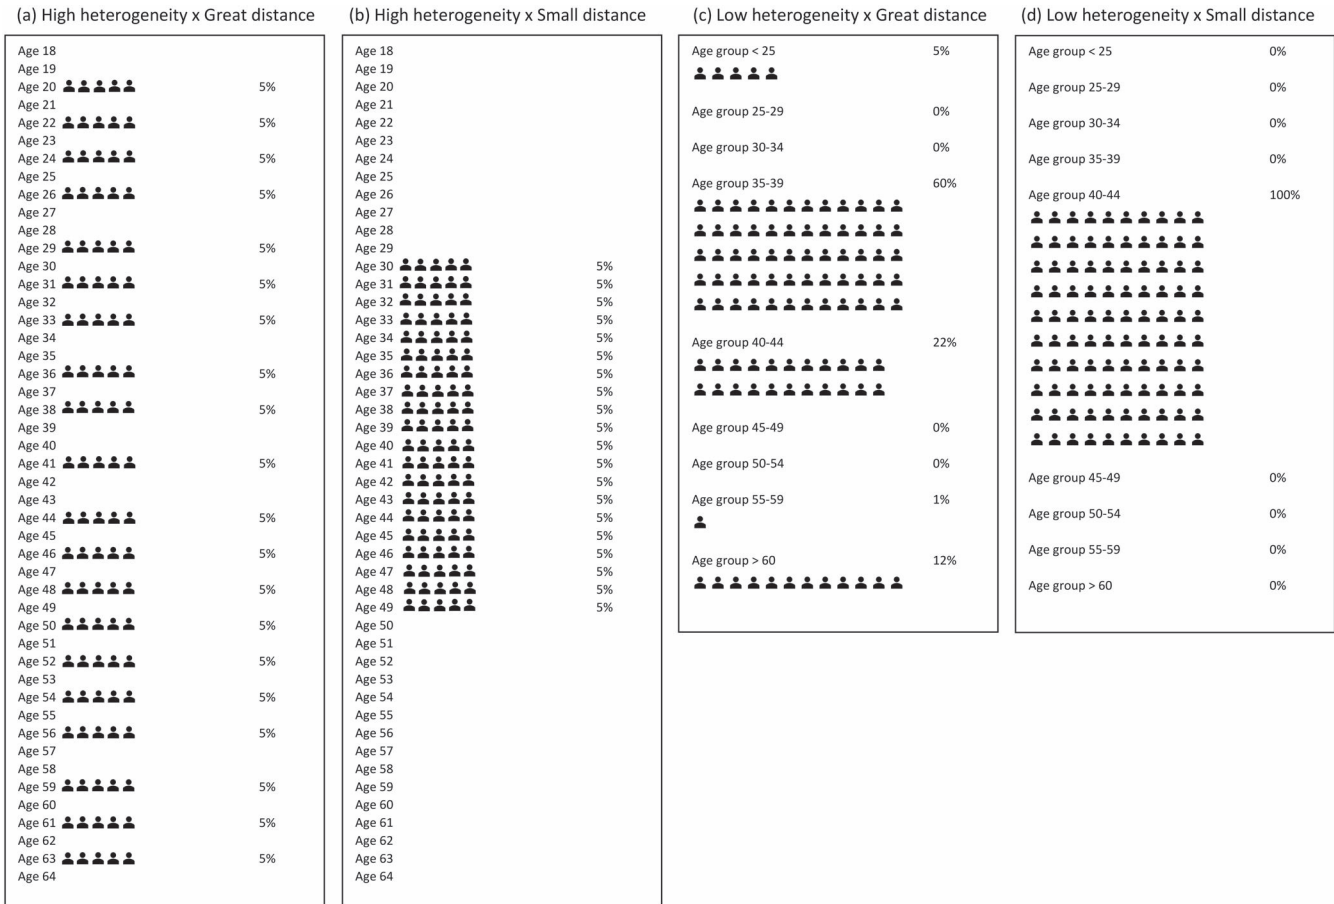 (a) High heterogeneity x Great distance
Age 18
Age 19
Age 20 5%
Age 21
Age 22 5%
Age 23
Age 24 5%
Age 25
Age 26 5%
Age 27
Age 28
Age 29 5%
Age 30
Age 31 5%
Age 32
Age 33 5%
Age 34
Age 35
Age 36 5%
Age 37
Age 38 5%
Age 39
Age 40
Age 41 5%
Age 42
Age 43
Age 44 5%
Age 45
Age 46 5%
Age 47
Age 48 5%
Age 49
Age 50 5%
Age 51
Age 52 5%
Age 53
Age 54 5%
Age 55
Age 56 5%
Age 57
Age 58
Age 59 5%
Age 60
Age 61 5%
Age 62
Age 63 5%
Age 64
(b) High heterogeneity x Small distance
Age 18
Age 19
Age 20
Age 21
Age 22
Age 23
Age 24
Age 25
Age 26
Age 27
Age 28
Age 29
Age 30 5%
Age 31 5%
Age 32 5%
Age 33 5%
Age 34 5%
Age 35 5%
Age 36 5%
Age 37 5%
Age 38 5%
Age 39 5%
Age 40 5%
Age 41 5%
Age 42 5%
Age 43 5%
Age 44 5%
Age 45 5%
Age 46 5%
Age 47 5%
Age 48 5%
Age 49 5%
Age 50
Age 51
Age 52
Age 53
Age 54
Age 55
Age 56
Age 57
Age 58
Age 59
Age 60
Age 61
Age 62
Age 63
Age 64
(c) Low heterogeneity x Great distance
Age group < 25 5%
Age group 25-29 0%
Age group 30-34 0%
Age group 35-39 60%
Age group 40-44 22%
Age group 45-49 0%
Age group 50-54 0%
Age group 55-59 1%
Age group > 60 12%
(d) Low heterogeneity x Small distance
Age group < 25 0%
Age group 25-29 0%
Age group 30-34 0%
Age group 35-39 0%
Age group 40-44 100%
Age group 45-49 0%
Age group 50-54 0%
Age group 55-59 0%
Age group > 60 0%